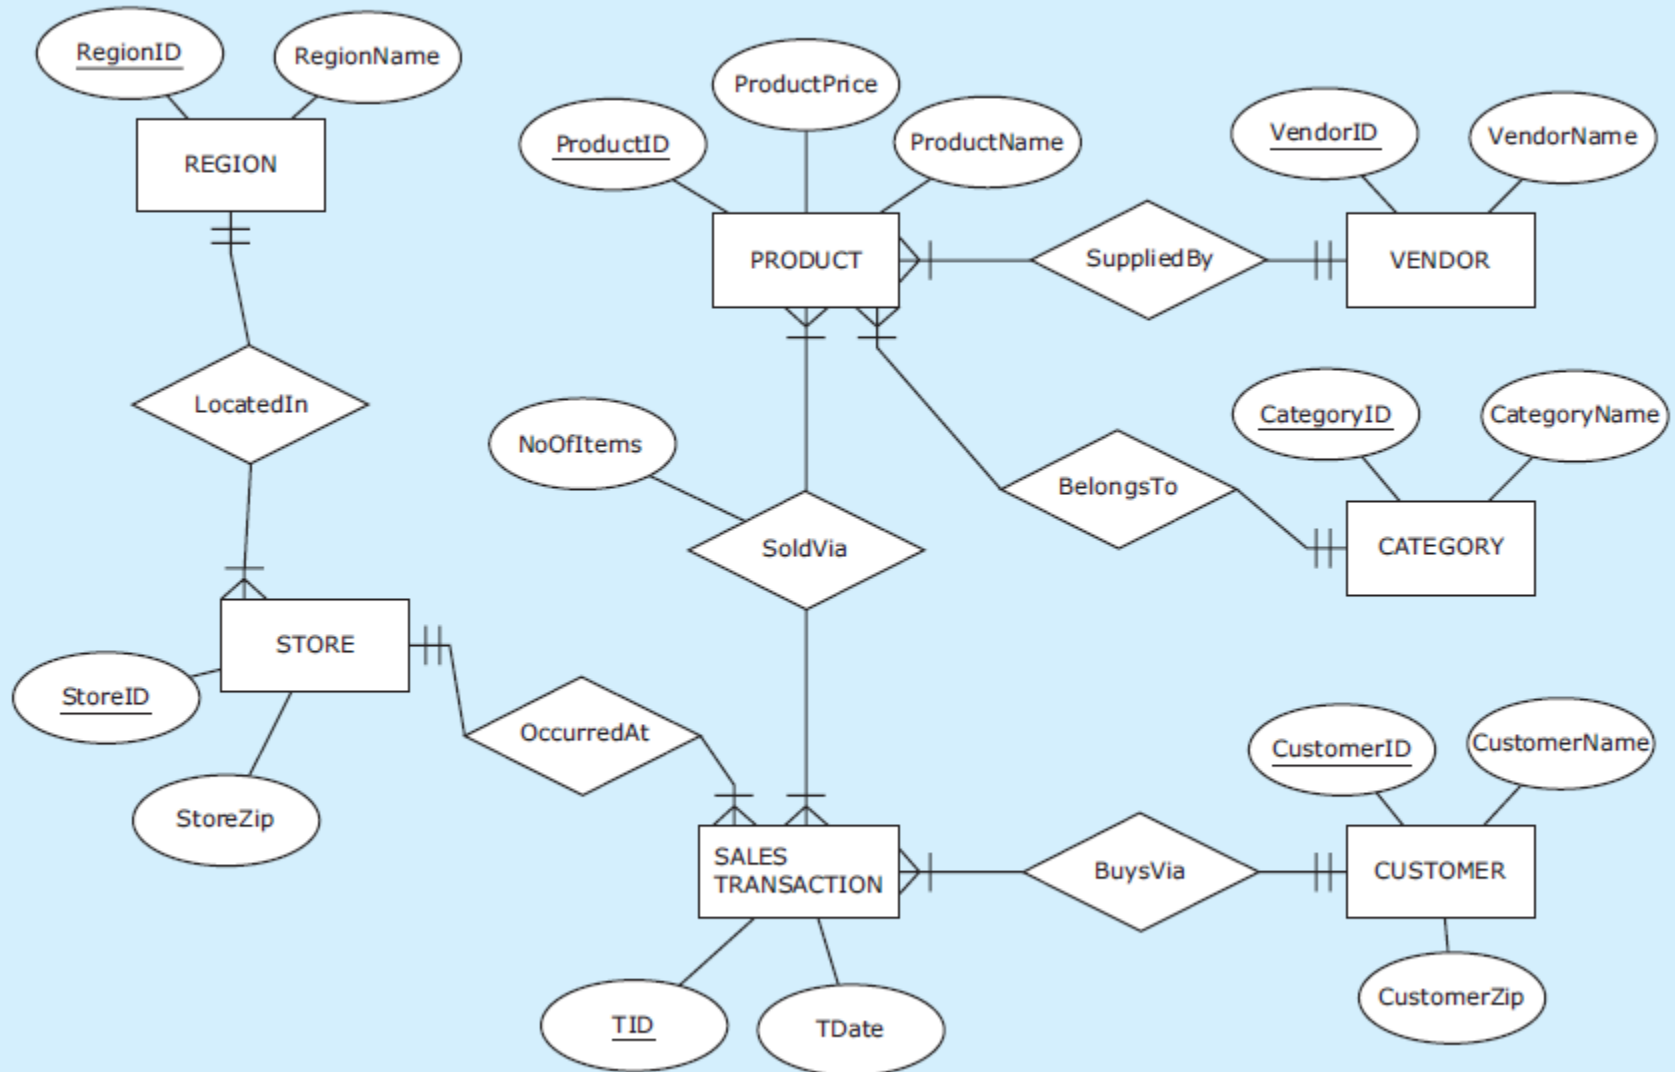 RegionID
RegionName
REGION
ProductPrice
ProductID
ProductName
PRODUCT
SuppliedBy
VendorID
VendorName
VENDOR
LocatedIn
NoOfItems
SoldVia
BelongsTo
CategoryID
CategoryName
CATEGORY
STORE
StoreID
StoreZip
OccurredAt
SALES
TRANSACTION
TID
TDate
BuysVia
CustomerID
CustomerName
CUSTOMER
CustomerZip